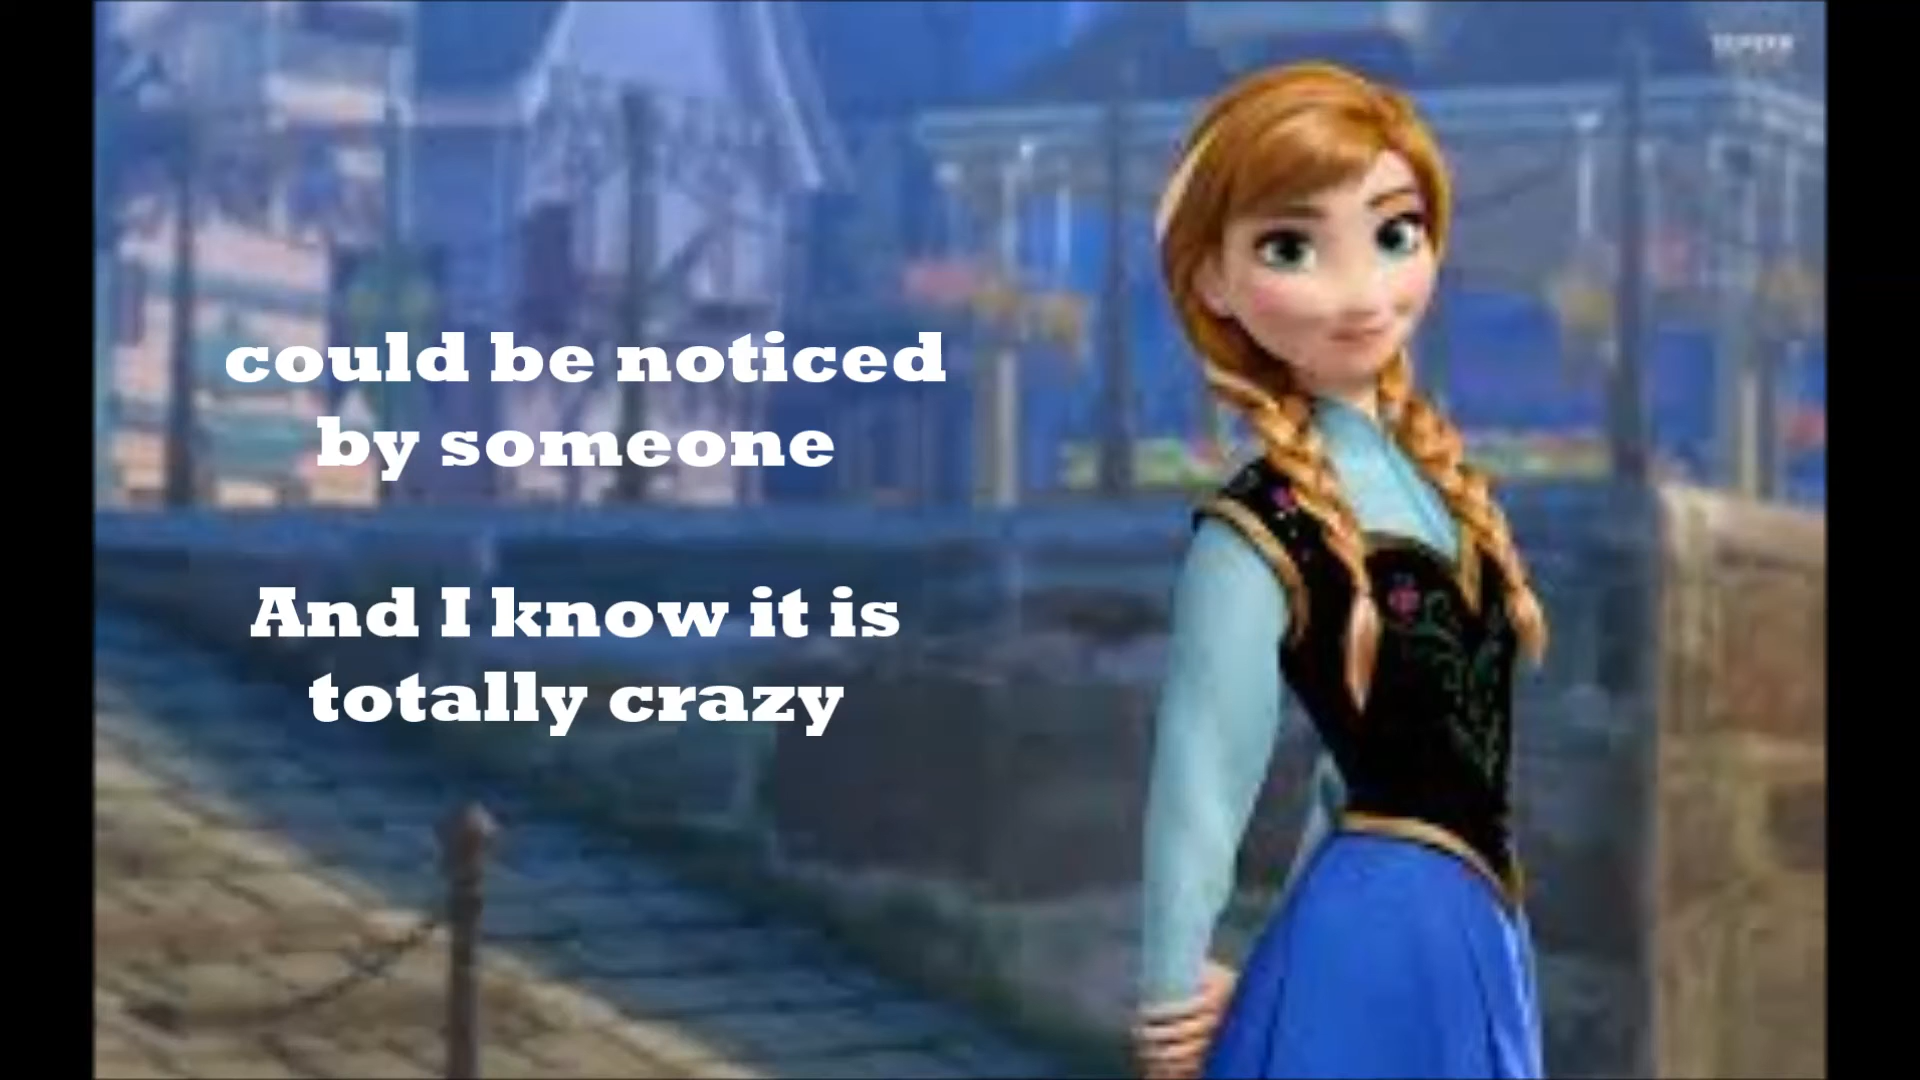 could be noticed
by someone
And I know it is
totally crazy